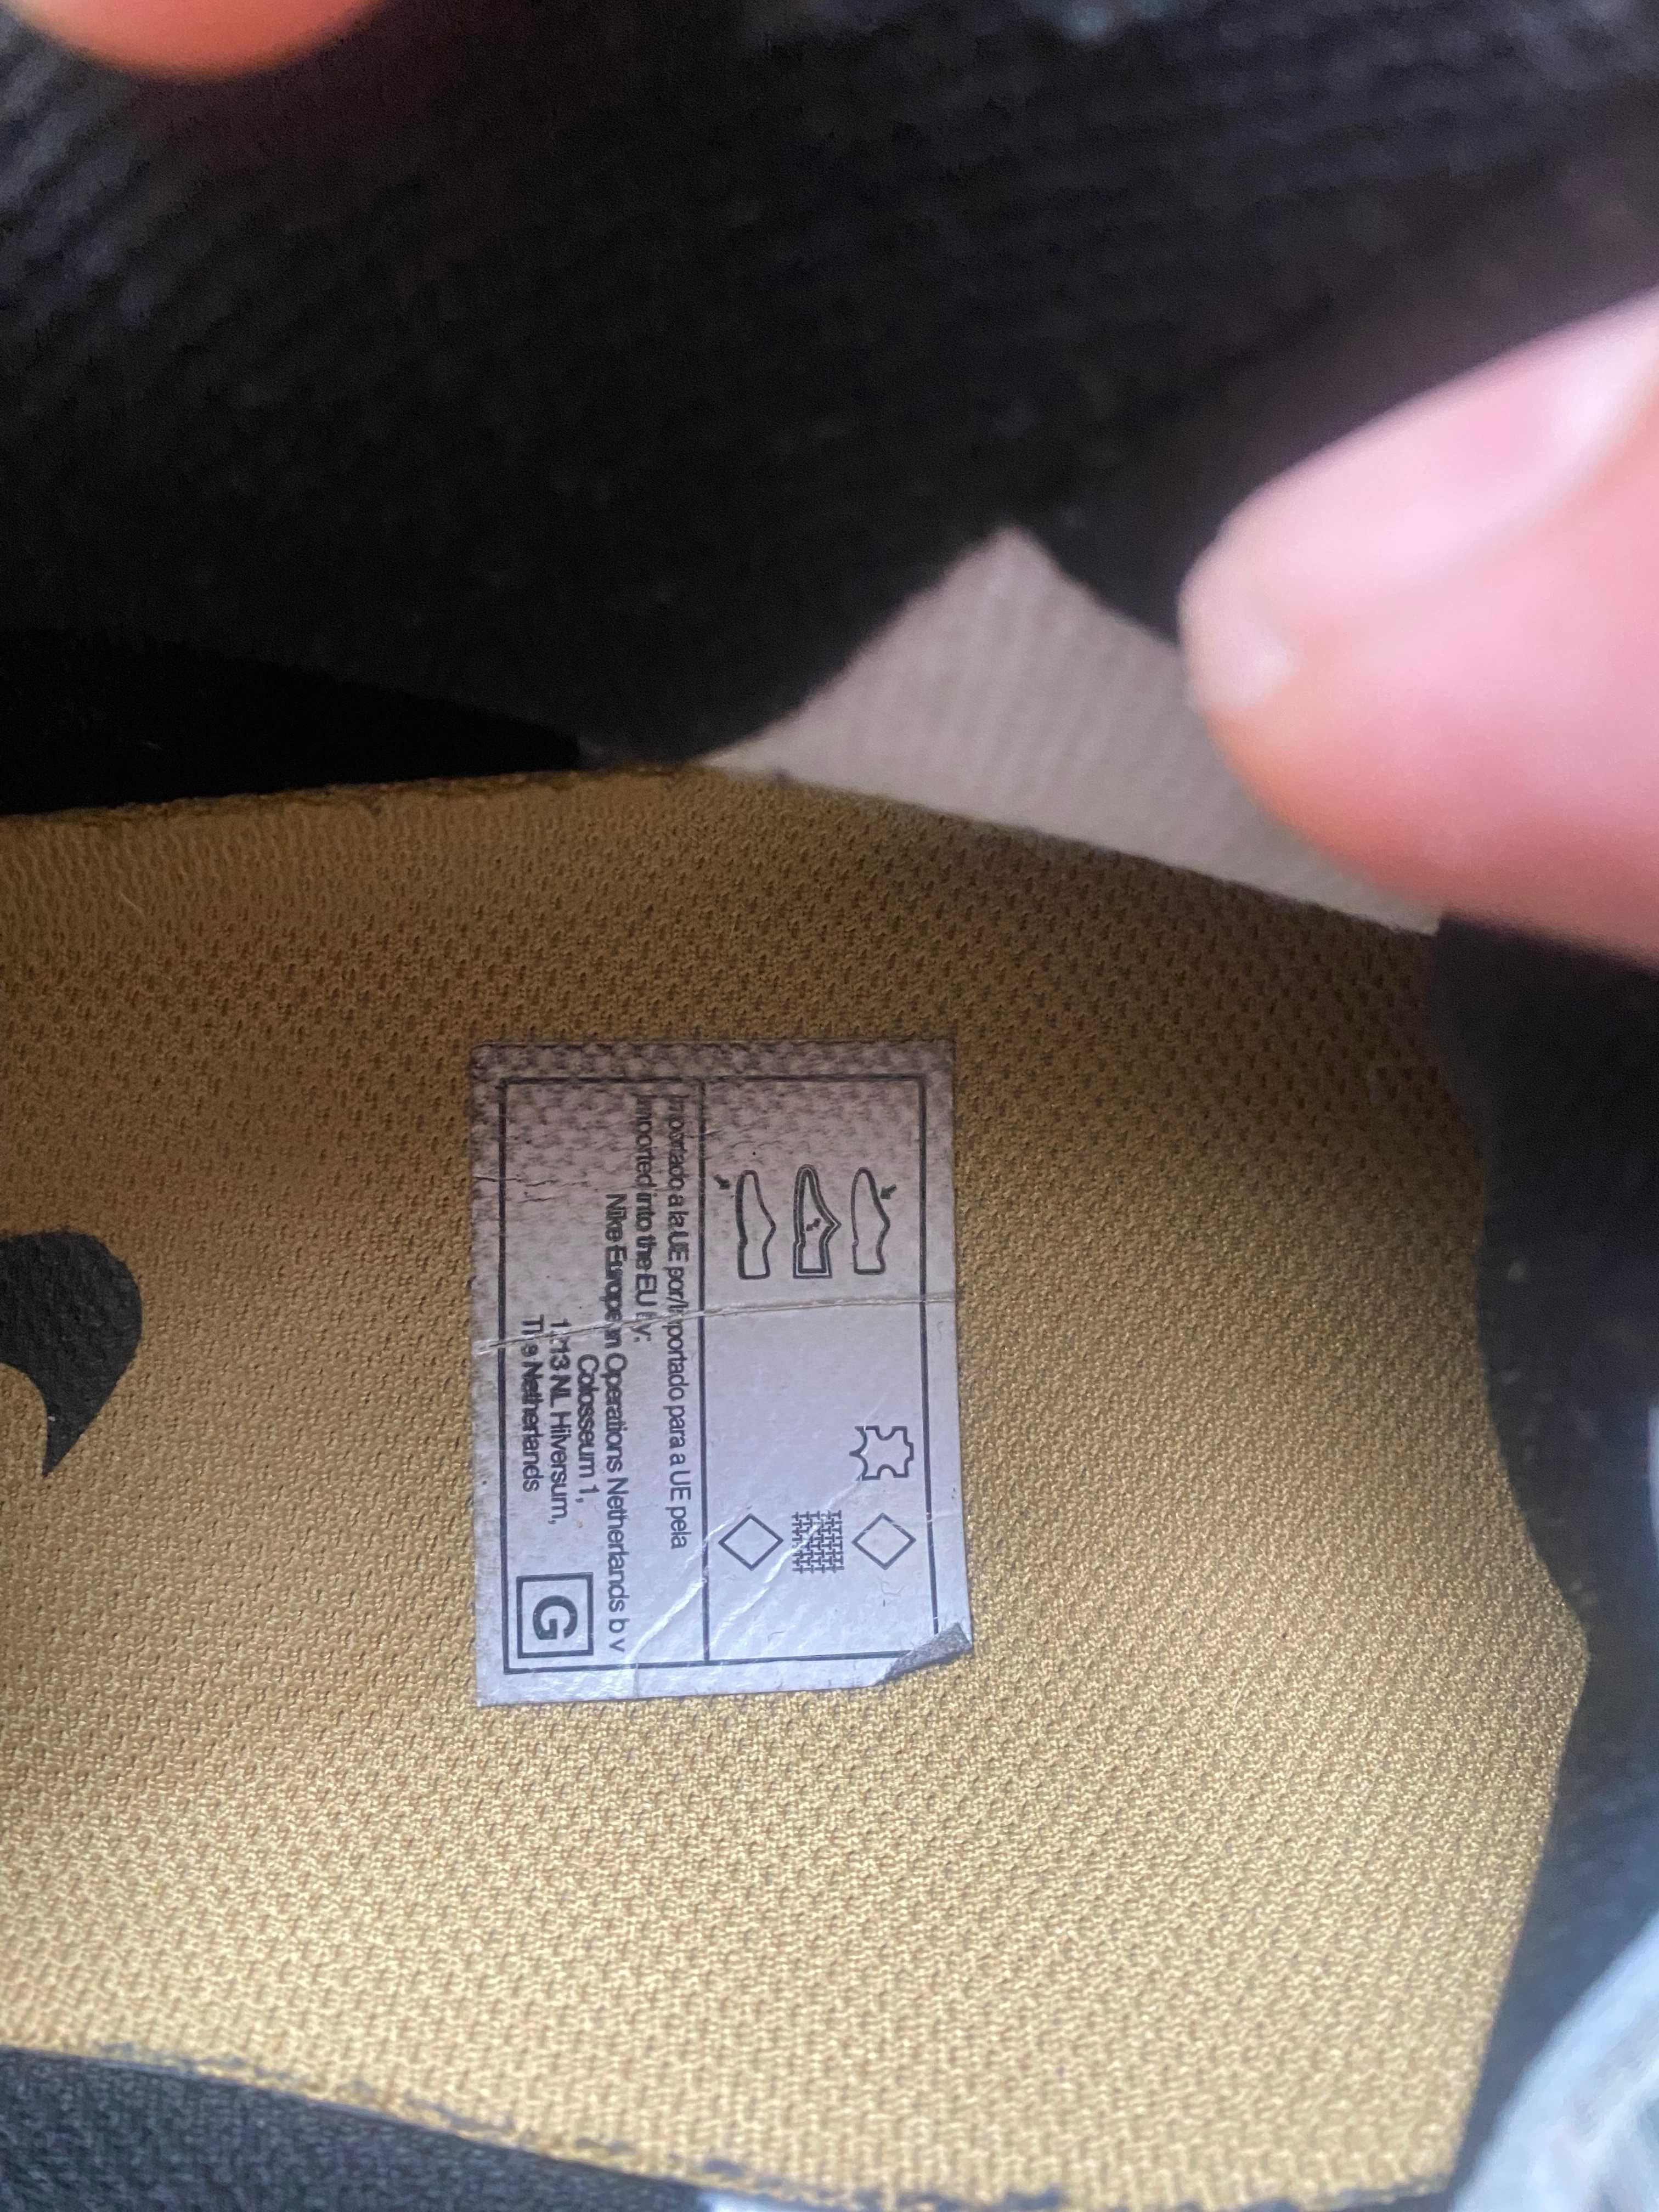 Importado a la UE por/Importado para a UE pela
Imported into the EU by:
Nike European Operations Netherlands b v
Colosseum 1,
1213 NL Hilversum,
The Netherlands
G